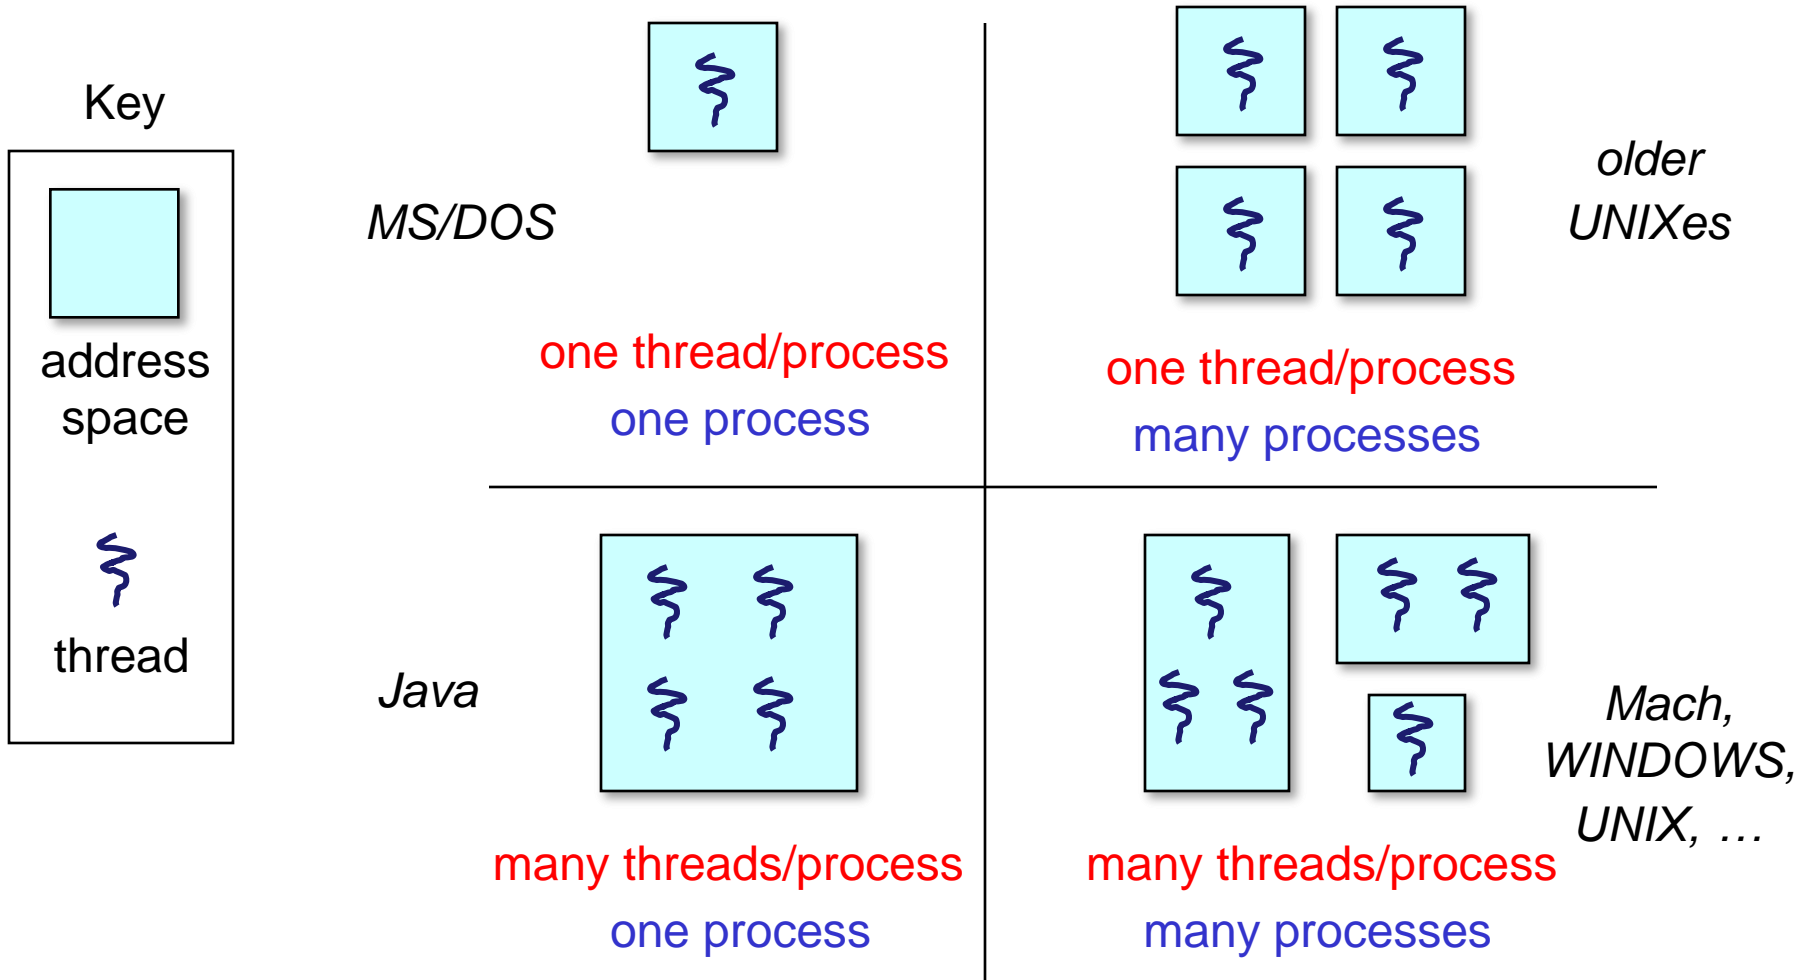 Key
address
space
thread
MS/DOS
one thread/process
one process
older
UNIXes
one thread/process
many processes
Java
many threads/process
one process
Mach,
WINDOWS,
UNIX, …
many threads/process
many processes